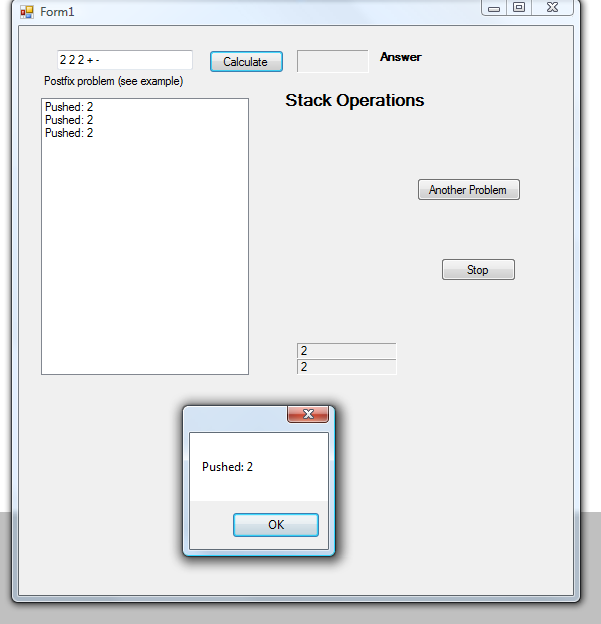 Form1
2 2 2 + -
Calculate
Answer
Postfix problem (see example)
Stack Operations
Pushed: 2
Pushed: 2
Pushed: 2
Another Problem
Stop
2
2
Pushed: 2
OK